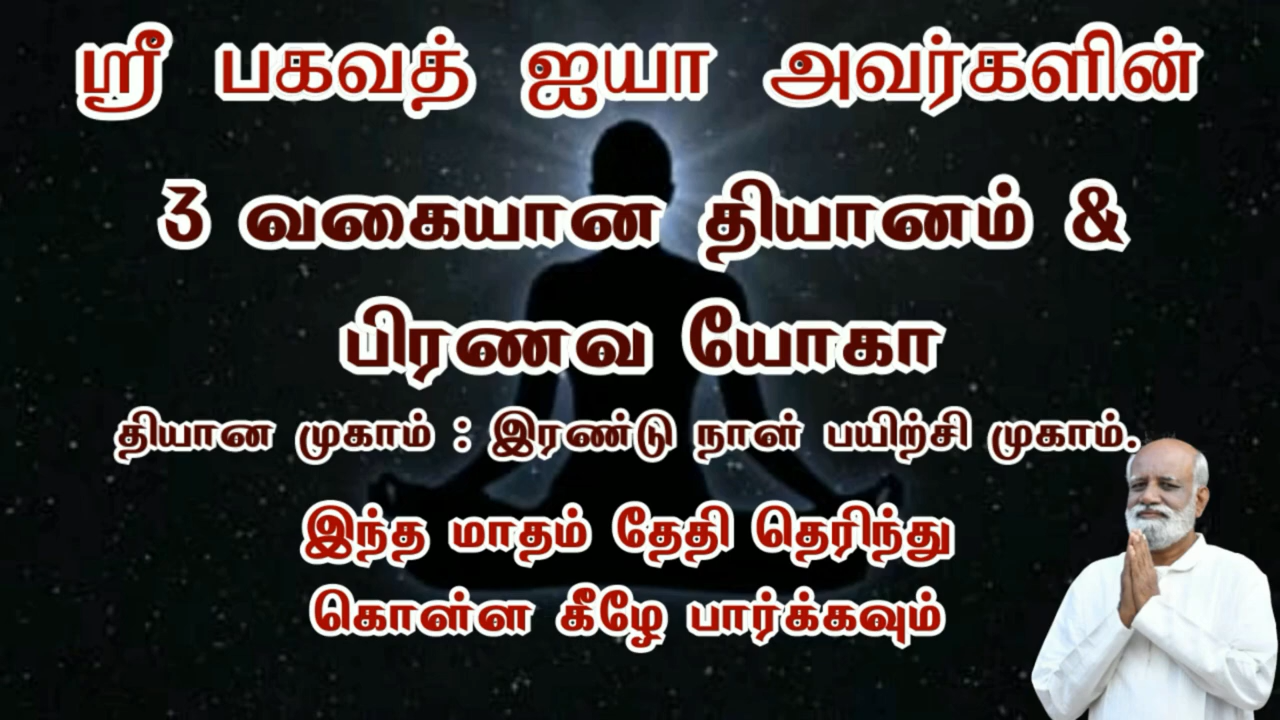 ஸ்ரீ பகவத் ஐயா அவர்களின்
3 வகையான தியானம் &
பிரணவ யோகா
தியான முகாம் : இரண்டு நாள் பயிற்சி முகாம்.
இந்த மாதம் தேதி தெரிந்து
கொள்ள கீழே பார்க்கவும்